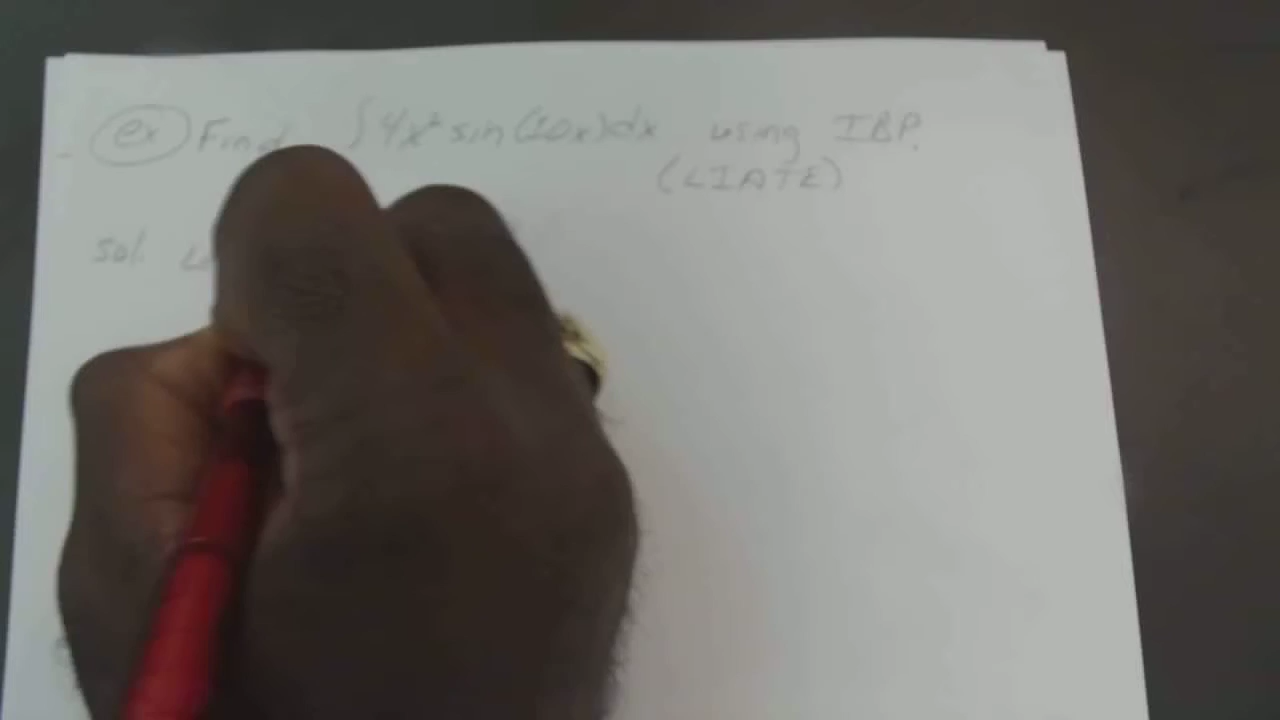 ex Find ∫ 4x² sin(10x)dx using IBP.
(LIATE)
sol.